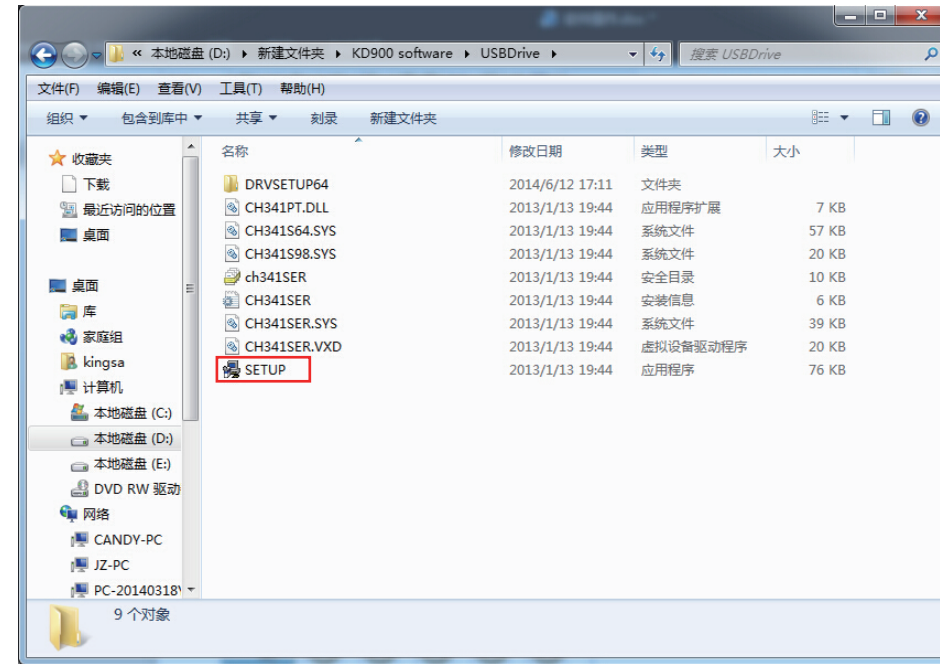 « 本地磁盘 (D:) ▸ 新建文件夹 ▸ KD900 software ▸ USBDrive ▸
搜索 USBDrive
文件(F) 编辑(E) 查看(V) 工具(T) 帮助(H)
组织 包含到库中 共享 刻录 新建文件夹
收藏夹
下载
最近访问的位置
桌面
桌面
库
家庭组
kingsa
计算机
本地磁盘 (C:)
本地磁盘 (D:)
本地磁盘 (E:)
DVD RW 驱动
网络
CANDY-PC
JZ-PC
PC-20140318
名称 修改日期 类型 大小
DRVSETUP64 2014/6/12 17:11 文件夹
CH341PT.DLL 2013/1/13 19:44 应用程序扩展 7 KB
CH341S64.SYS 2013/1/13 19:44 系统文件 57 KB
CH341S98.SYS 2013/1/13 19:44 系统文件 20 KB
ch341SER 2013/1/13 19:44 安全目录 10 KB
CH341SER 2013/1/13 19:44 安装信息 6 KB
CH341SER.SYS 2013/1/13 19:44 系统文件 39 KB
CH341SER.VXD 2013/1/13 19:44 虚拟设备驱动程序 20 KB
SETUP 2013/1/13 19:44 应用程序 76 KB
9 个对象